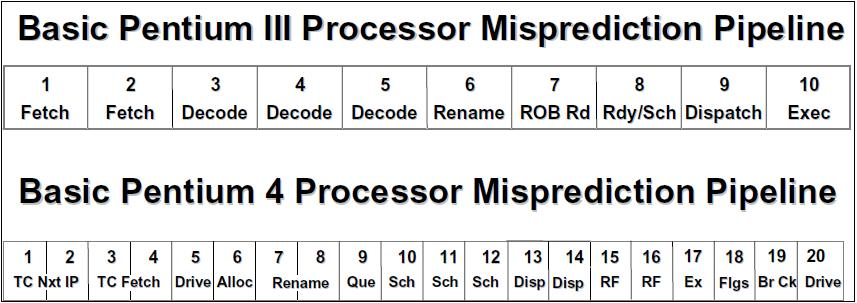 Basic Pentium III Processor Misprediction Pipeline
1 2 3 4 5 6 7 8 9 10
Fetch Fetch Decode Decode Decode Rename ROB Rd Rdy/Sch Dispatch Exec
Basic Pentium 4 Processor Misprediction Pipeline
1 2 3 4 5 6 7 8 9 10 11 12 13 14 15 16 17 18 19 20
TC Nxt IP TC Fetch Drive Alloc Rename Que Sch Sch Sch Disp Disp RF RF Ex Flgs Br Ck Drive